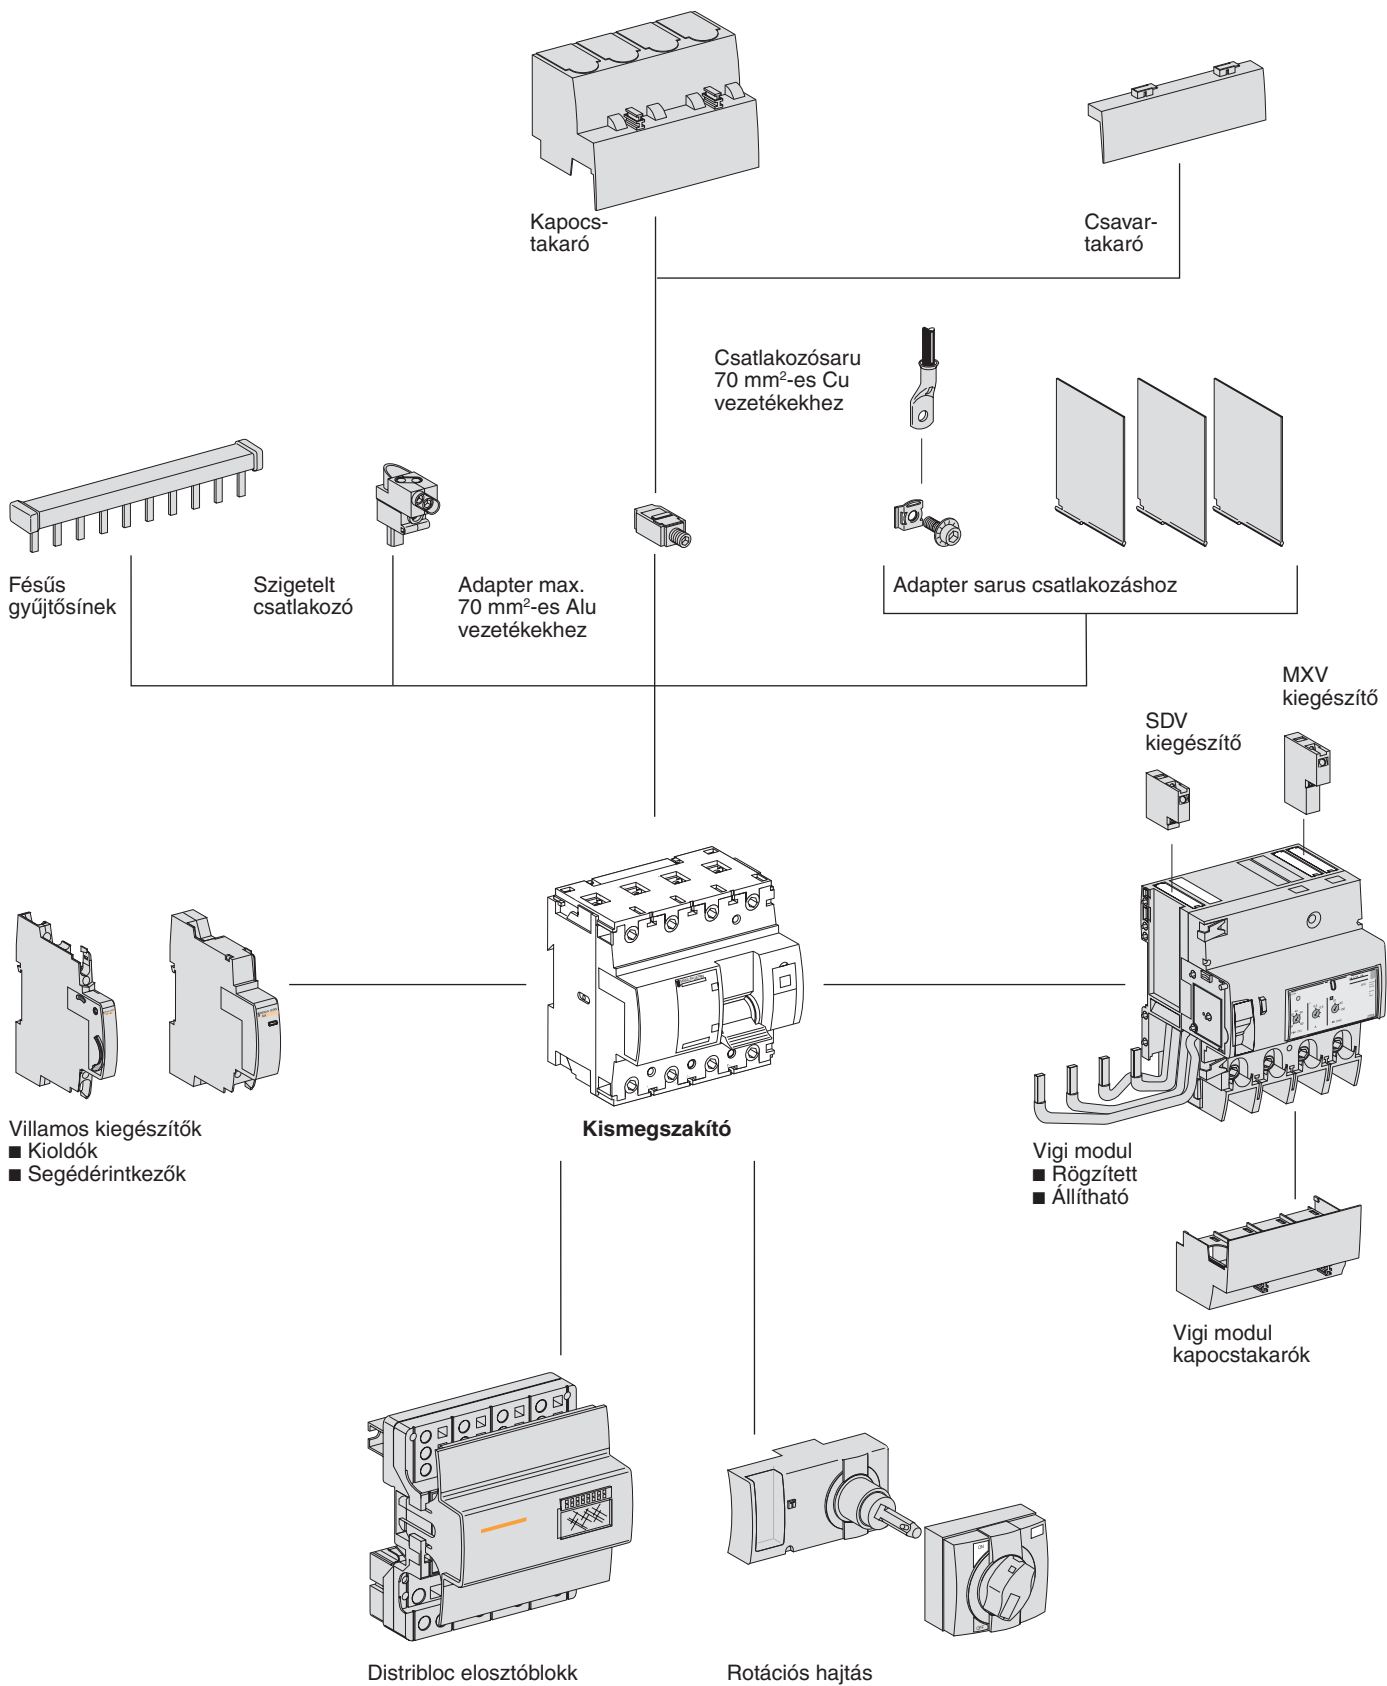 Kapocs-
takaró
Csavar-
takaró
Csatlakozósaru
70 mm²-es Cu
vezetékekhez
Fésűs
gyűjtősínek
Szigetelt
csatlakozó
Adapter max.
70 mm²-es Alu
vezetékekhez
Adapter sarus csatlakozáshoz
MXV
kiegészítő
SDV
kiegészítő
Villamos kiegészítők
■ Kioldók
■ Segédérintkezők
Kismegszakító
Vigi modul
■ Rögzített
■ Állítható
Vigi modul
kapocstakarók
ON
OFF
Distribloc elosztóblokk
Rotációs hajtás